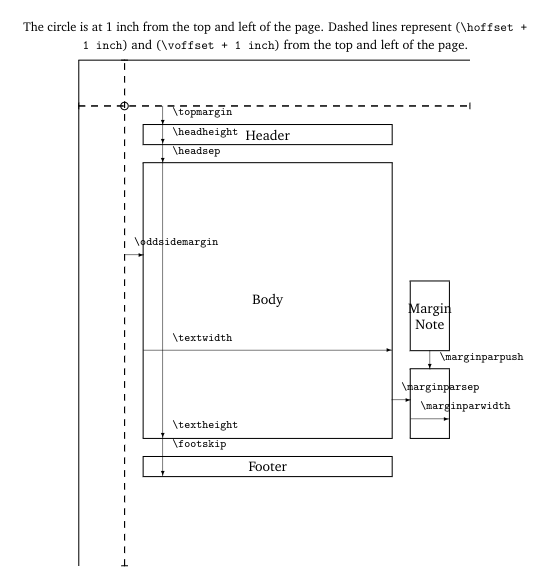 The circle is at 1 inch from the top and left of the page. Dashed lines represent (\hoffset +
1 inch) and (\voffset + 1 inch) from the top and left of the page.
\topmargin
\headheight
Header
\headsep
\oddsidemargin
Body
Margin
Note
\textwidth
\marginparpush
\marginparsep
\marginparwidth
\textheight
\footskip
Footer